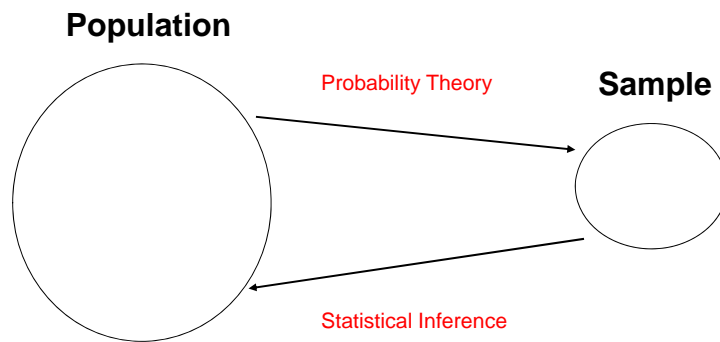 Population
Probability Theory
Sample
Statistical Inference